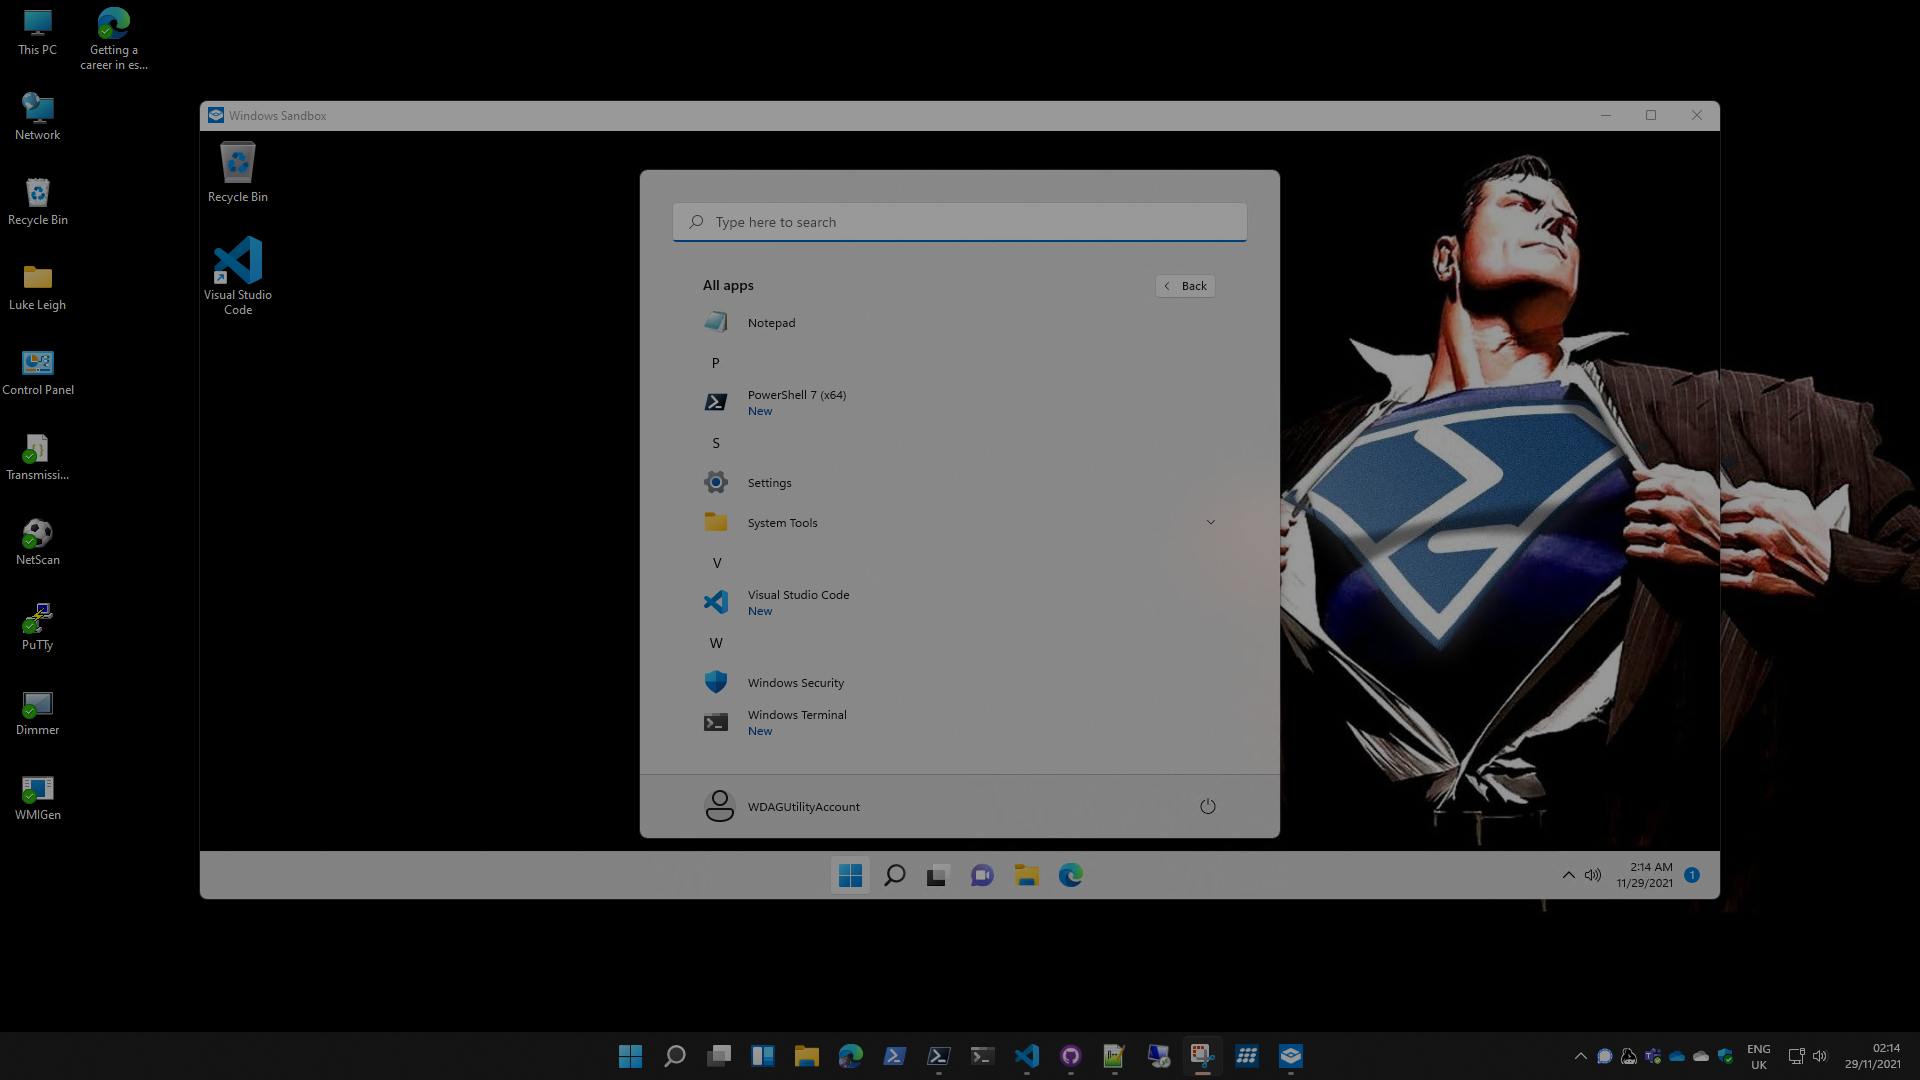 This PC
Getting a
career in es...
Network
Recycle Bin
Luke Leigh
Control Panel
Transmissi...
NetScan
PuTTy
Dimmer
WMIGen
Windows Sandbox
Recycle Bin
Visual Studio
Code
Type here to search
All apps
Back
Notepad
P
PowerShell 7 (x64)
New
S
Settings
System Tools
V
Visual Studio Code
New
W
Windows Security
Windows Terminal
New
WDAGUtilityAccount
2:14 AM
11/29/2021
1
ENG
UK
02:14
29/11/2021